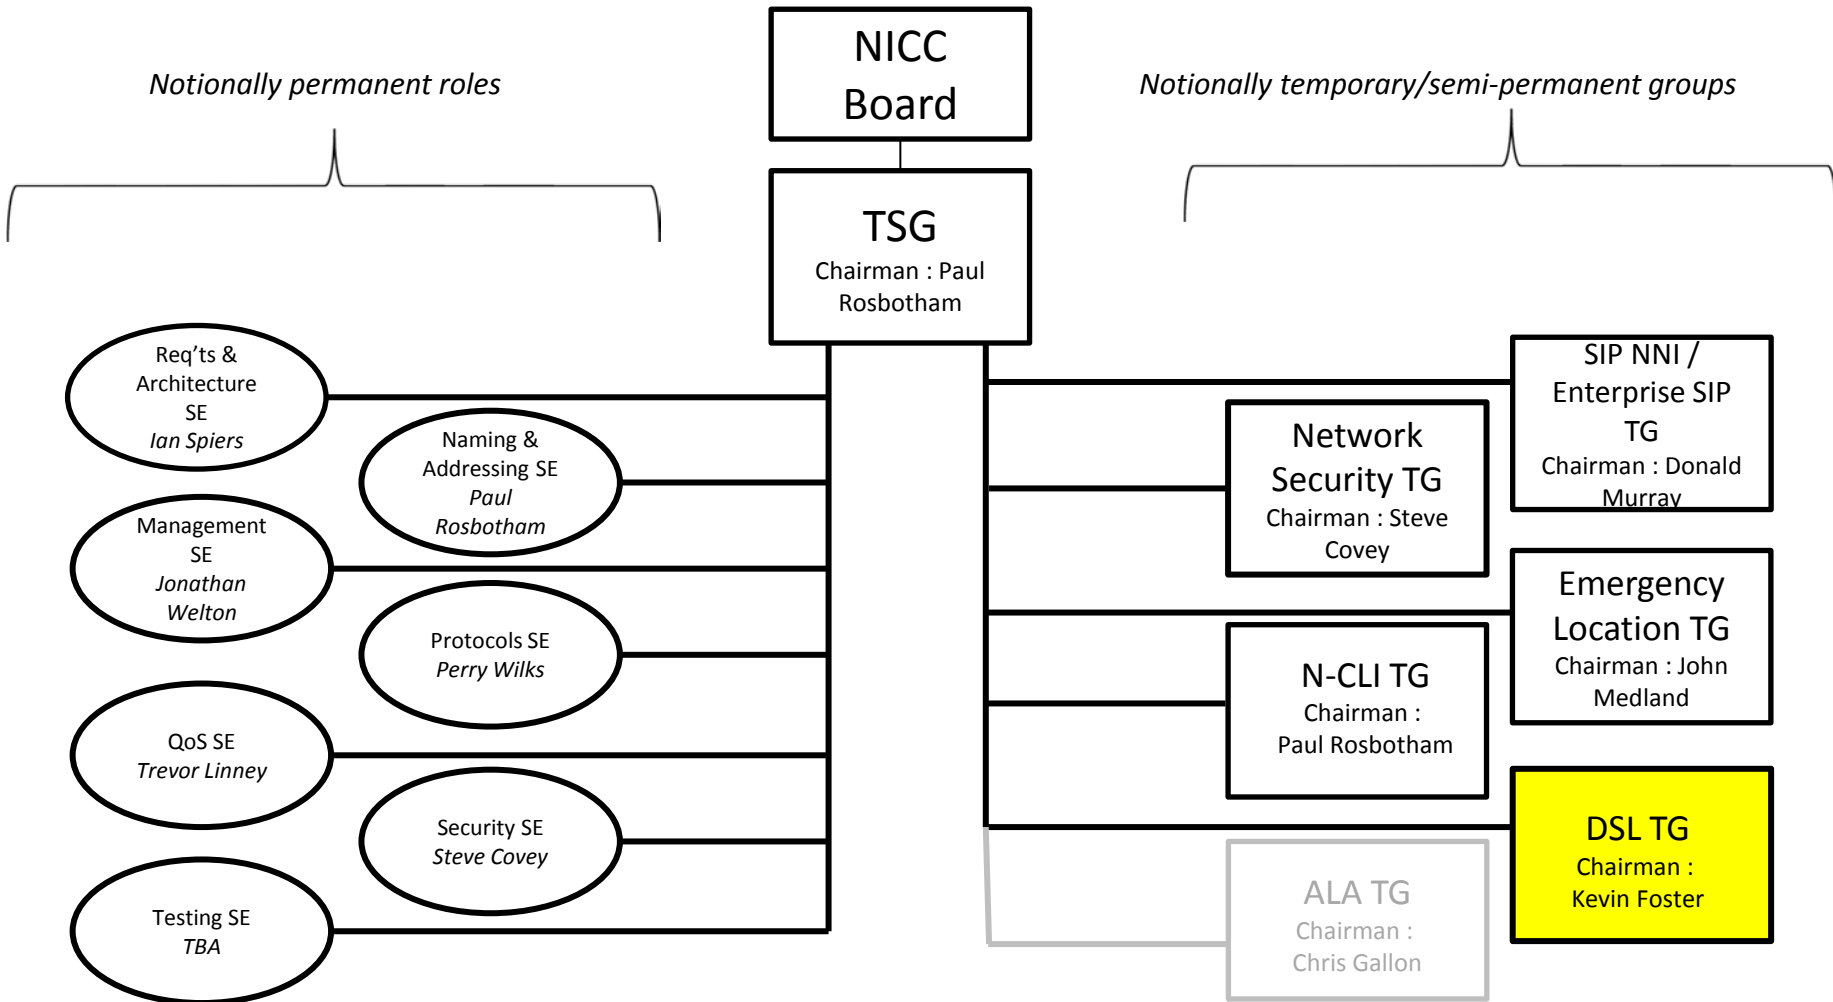 NICC
Board
Notionally permanent roles
Notionally temporary/semi-permanent groups
TSG
Chairman : Paul
Rosbotham
Req’ts &
Architecture
SE
Ian Spiers
Naming &
Addressing SE
Paul
Rosbotham
Management
SE
Jonathan
Welton
Protocols SE
Perry Wilks
QoS SE
Trevor Linney
Security SE
Steve Covey
Testing SE
TBA
SIP NNI /
Enterprise SIP
TG
Chairman : Donald
Murray
Network
Security TG
Chairman : Steve
Covey
Emergency
Location TG
Chairman : John
Medland
N-CLI TG
Chairman :
Paul Rosbotham
DSL TG
Chairman :
Kevin Foster
ALA TG
Chairman :
Chris Gallon